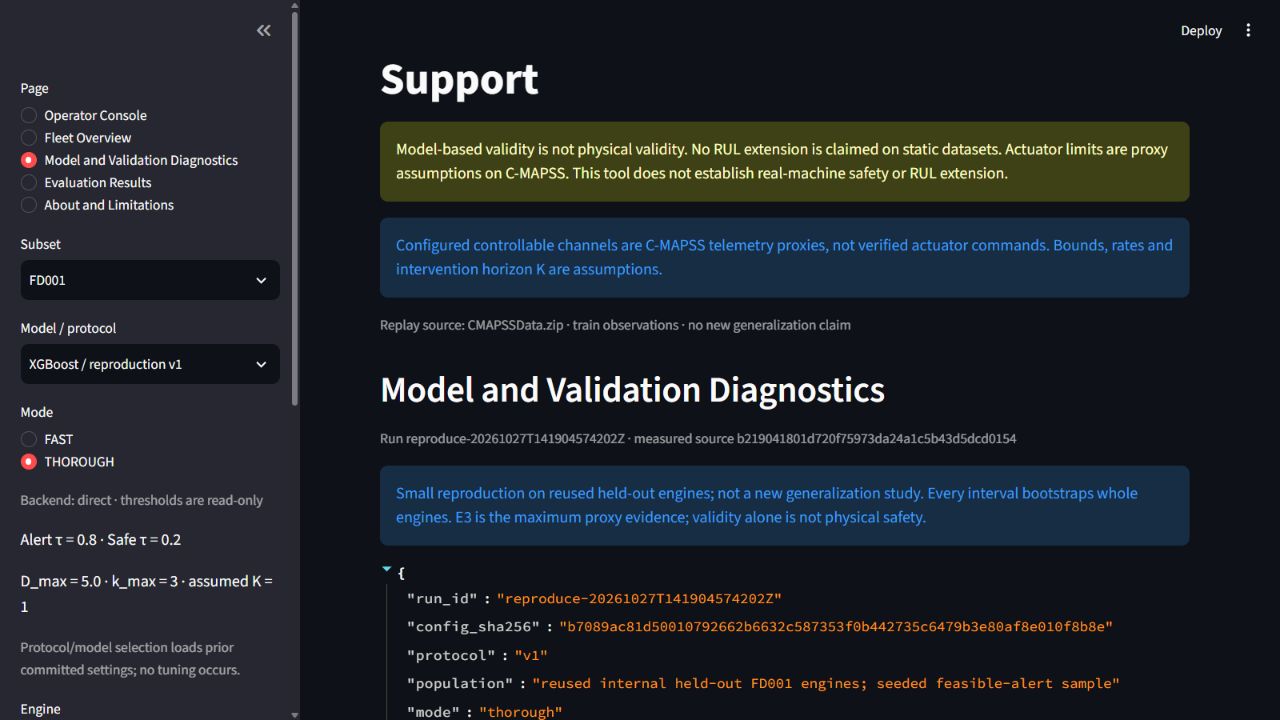 Deploy
Page
Operator Console
Fleet Overview
Model and Validation Diagnostics
Evaluation Results
About and Limitations
Subset
FD001
Model / protocol
XGBoost / reproduction v1
Mode
FAST
THOROUGH
Backend: direct · thresholds are read-only
Alert τ = 0.8 · Safe τ = 0.2
D_max = 5.0 · k_max = 3 · assumed K =
1
Protocol/model selection loads prior
committed settings; no tuning occurs.
Engine
Support
Model-based validity is not physical validity. No RUL extension is claimed on static datasets. Actuator limits are proxy
assumptions on C-MAPSS. This tool does not establish real-machine safety or RUL extension.
Configured controllable channels are C-MAPSS telemetry proxies, not verified actuator commands. Bounds, rates and
intervention horizon K are assumptions.
Replay source: CMAPSSData.zip · train observations · no new generalization claim
Model and Validation Diagnostics
Run reproduce-20261027T141904574202Z · measured source b219041801d720f75973da24a1c5b43d5dcd0154
Small reproduction on reused held-out engines; not a new generalization study. Every interval bootstraps whole
engines. E3 is the maximum proxy evidence; validity alone is not physical safety.
{
"run_id" : "reproduce-20261027T141904574202Z"
"config_sha256" : "b7089ac81d50010792662b6632c587353f0b442735c6479b3e80af8e010f8b8e"
"protocol" : "v1"
"population" : "reused internal held-out FD001 engines; seeded feasible-alert sample"
"mode" : "thorough"